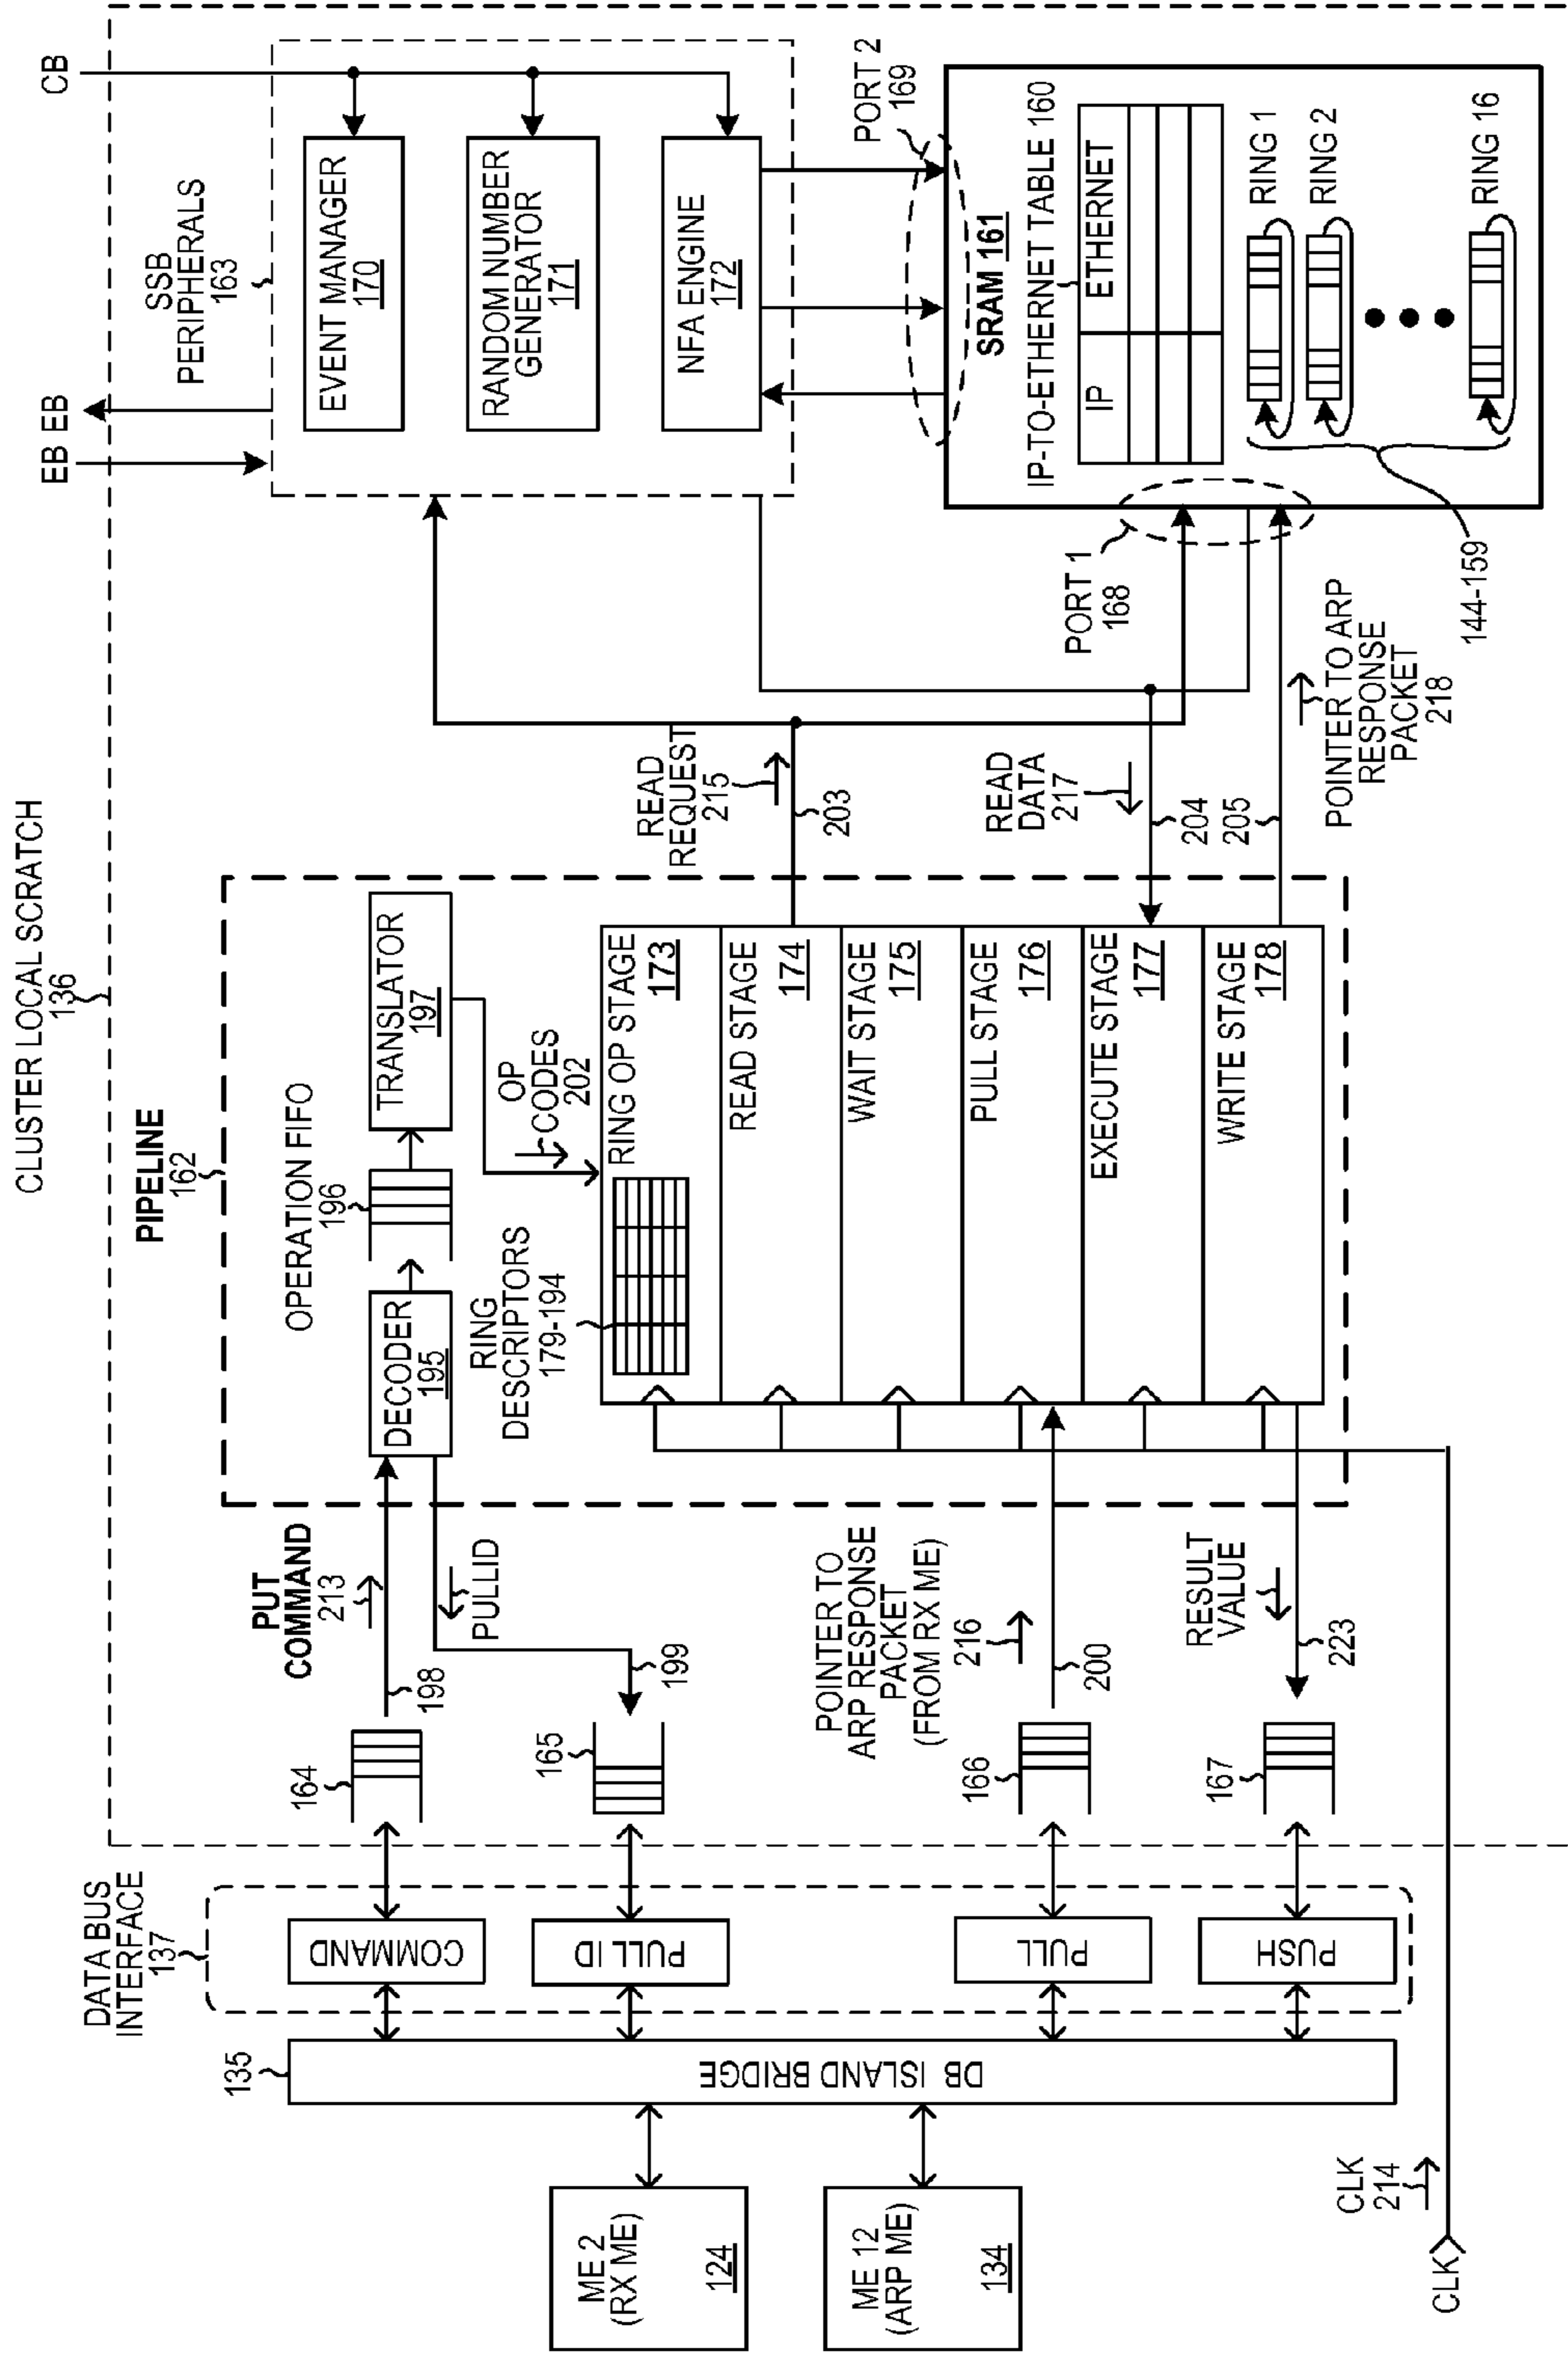 CLUSTER LOCAL SCRATCH
136
DATA BUS
INTERFACE
137
135
DB ISLAND BRIDGE
COMMAND
PULL ID
PULL
PUSH
ME 2
(RX ME)
124
ME 12
(ARP ME)
134
CLK
CLK
214
164
165
166
167
PUT
COMMAND
213
198
PULLID
199
POINTER TO
ARP RESPONSE
PACKET
(FROM RX ME)
216
200
RESULT
VALUE
223
PIPELINE
162
DECODER
195
OPERATION FIFO
196
TRANSLATOR
197
OP
CODES
202
RING
DESCRIPTORS
179-194
RING OP STAGE
173
READ STAGE
174
WAIT STAGE
175
PULL STAGE
176
EXECUTE STAGE
177
WRITE STAGE
178
READ
REQUEST
215
203
READ
DATA
217
204
205
POINTER TO ARP
RESPONSE
PACKET
218
EB
EB
CB
SSB
PERIPHERALS
163
EVENT MANAGER
170
RANDOM NUMBER
GENERATOR
171
NFA ENGINE
172
PORT 2
169
PORT 1
168
SRAM 161
IP-TO-ETHERNET TABLE 160
IP
ETHERNET
RING 1
RING 2
RING 16
144-159